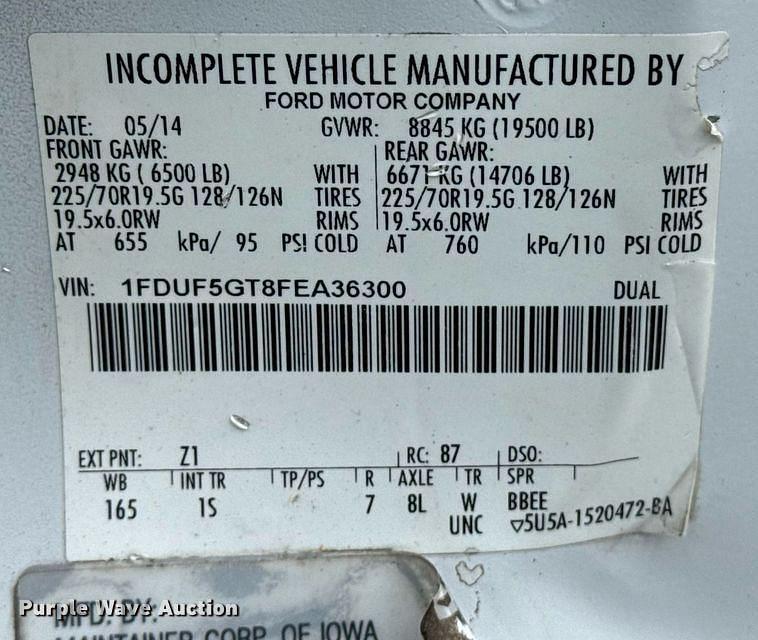 INCOMPLETE VEHICLE MANUFACTURED BY
FORD MOTOR COMPANY
DATE: 05/14 GVWR: 8845 KG (19500 LB)
FRONT GAWR: REAR GAWR:
2948 KG ( 6500 LB) WITH 6671 KG (14706 LB) WITH
225/70R19.5G 128/126N TIRES 225/70R19.5G 128/126N TIRES
19.5x6.0RW RIMS 19.5x6.0RW RIMS
AT 655 kPa/ 95 PSI COLD AT 760 kPa/110 PSI COLD
VIN: 1FDUF5GT8FEA36300 DUAL
EXT PNT: Z1 RC: 87 DSO:
WB INT TR TP/PS R AXLE TR SPR
165 1S 7 8L W BBEE
UNC ▽5U5A-1520472-BA
Purple Wave Auction
MFD. BY:
MAINTAINER CORP. OF IOWA